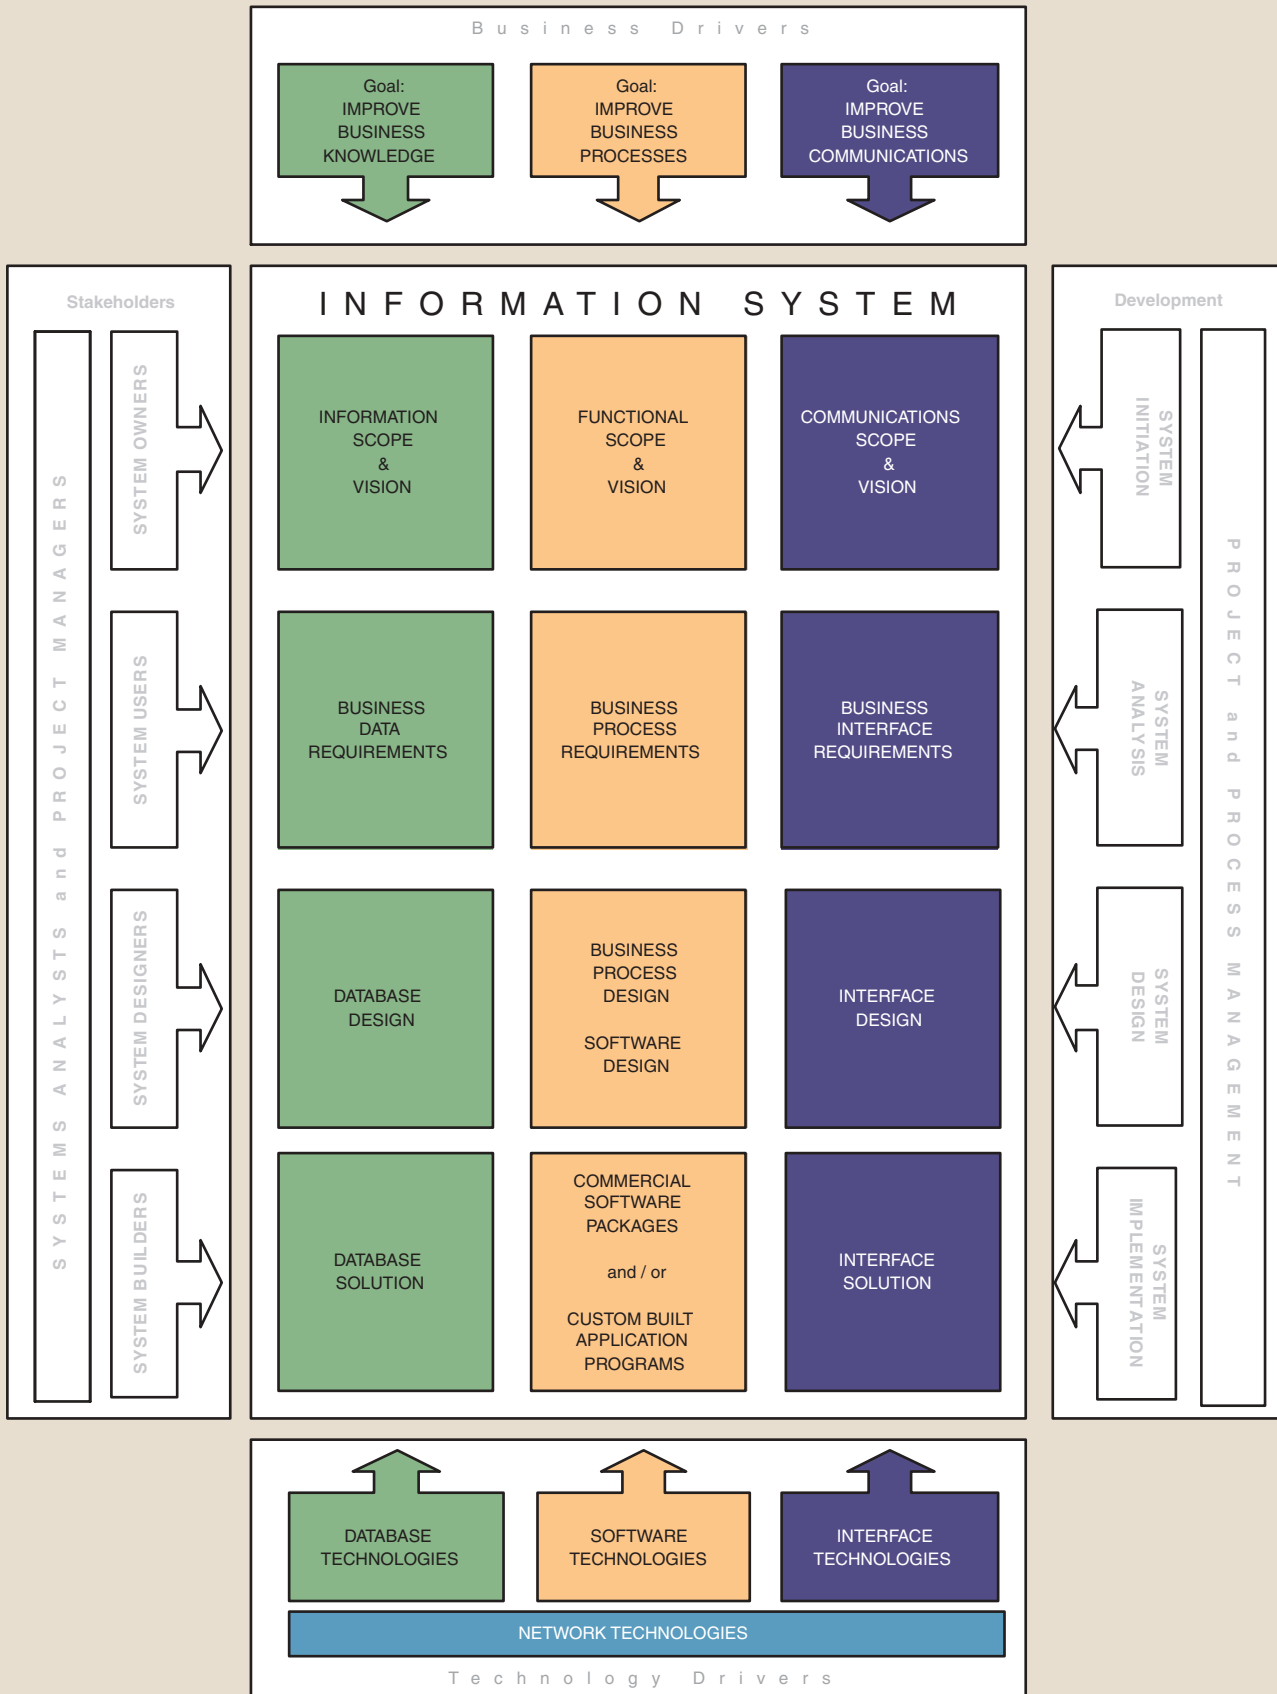 Business Drivers
Goal:
IMPROVE
BUSINESS
KNOWLEDGE
Goal:
IMPROVE
BUSINESS
PROCESSES
Goal:
IMPROVE
BUSINESS
COMMUNICATIONS
Stakeholders
SYSTEMS ANALYSTS and PROJECT MANAGERS
SYSTEM OWNERS
SYSTEM USERS
SYSTEM DESIGNERS
SYSTEM BUILDERS
INFORMATION SYSTEM
INFORMATION
SCOPE
&
VISION
FUNCTIONAL
SCOPE
&
VISION
COMMUNICATIONS
SCOPE
&
VISION
BUSINESS
DATA
REQUIREMENTS
BUSINESS
PROCESS
REQUIREMENTS
BUSINESS
INTERFACE
REQUIREMENTS
DATABASE
DESIGN
BUSINESS
PROCESS
DESIGN
SOFTWARE
DESIGN
INTERFACE
DESIGN
DATABASE
SOLUTION
COMMERCIAL
SOFTWARE
PACKAGES
and / or
CUSTOM BUILT
APPLICATION
PROGRAMS
INTERFACE
SOLUTION
Development
SYSTEM
INITIATION
SYSTEM
ANALYSIS
SYSTEM
DESIGN
SYSTEM
IMPLEMENTATION
PROJECT and PROCESS MANAGEMENT
DATABASE
TECHNOLOGIES
SOFTWARE
TECHNOLOGIES
INTERFACE
TECHNOLOGIES
NETWORK TECHNOLOGIES
Technology Drivers